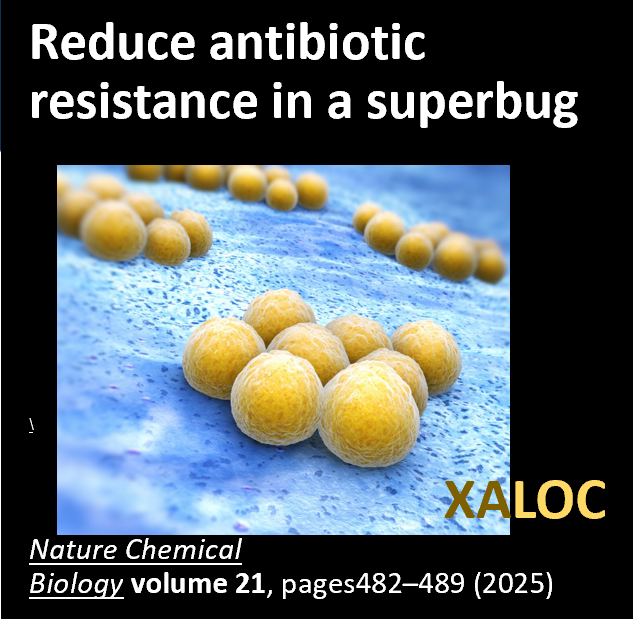 Reduce antibiotic
resistance in a superbug
\
XALOC
Nature Chemical
Biology volume 21, pages482–489 (2025)